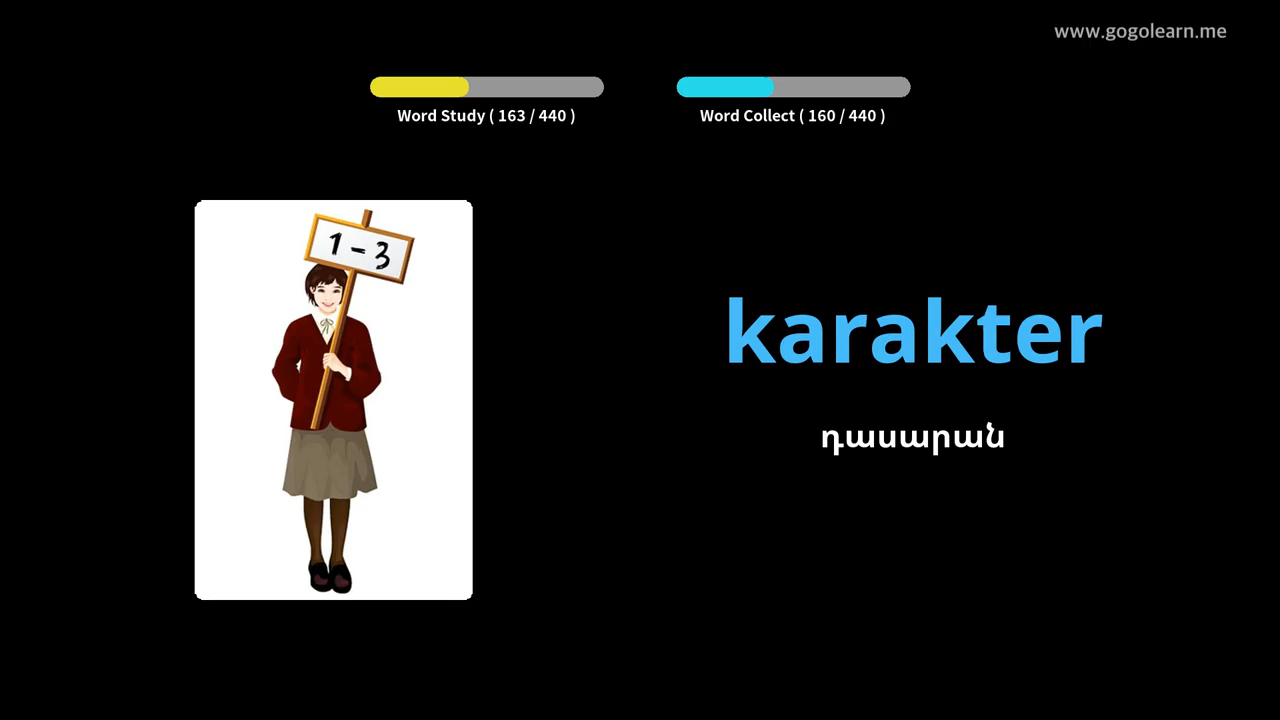 www.gogolearn.me
Word Study ( 163 / 440 )
Word Collect ( 160 / 440 )
1 - 3
karakter
դասարան